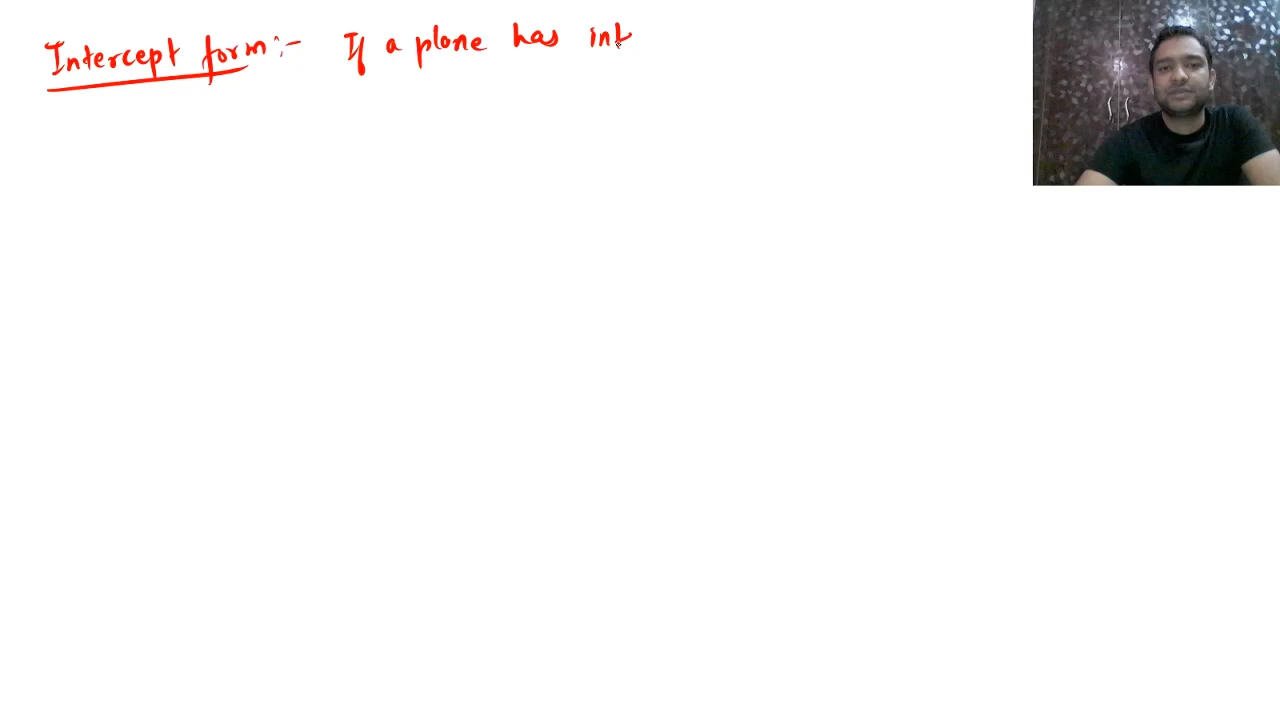 Intercept form :- If a plane has int